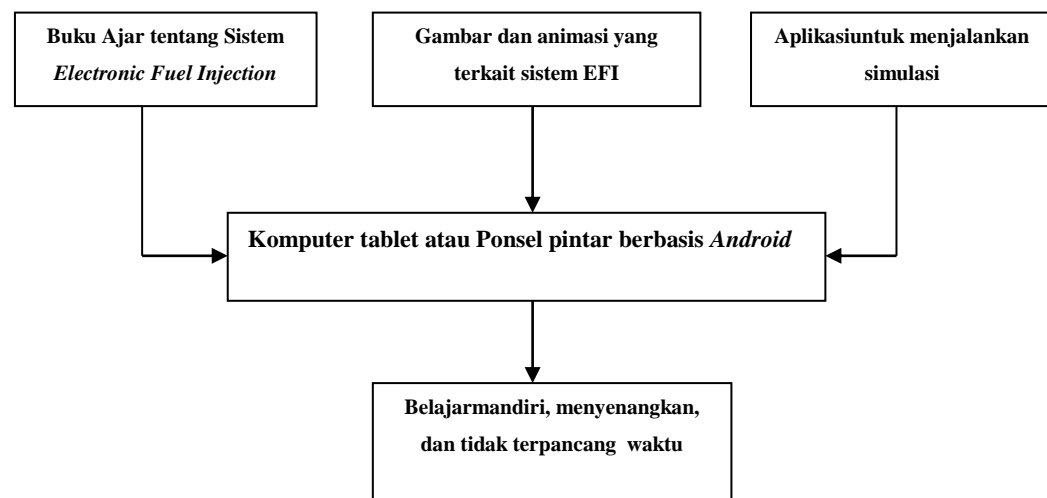 Buku Ajar tentang Sistem
Electronic Fuel Injection
Gambar dan animasi yang
terkait sistem EFI
Aplikasiuntuk menjalankan
simulasi
Komputer tablet atau Ponsel pintar berbasis Android
Belajarmandiri, menyenangkan,
dan tidak terpancang waktu